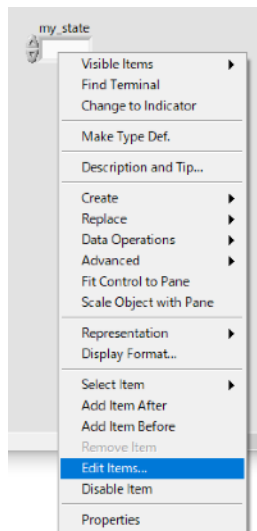 my_state
Visible Items
Find Terminal
Change to Indicator
Make Type Def.
Description and Tip...
Create
Replace
Data Operations
Advanced
Fit Control to Pane
Scale Object with Pane
Representation
Display Format...
Select Item
Add Item After
Add Item Before
Remove Item
Edit Items...
Disable Item
Properties